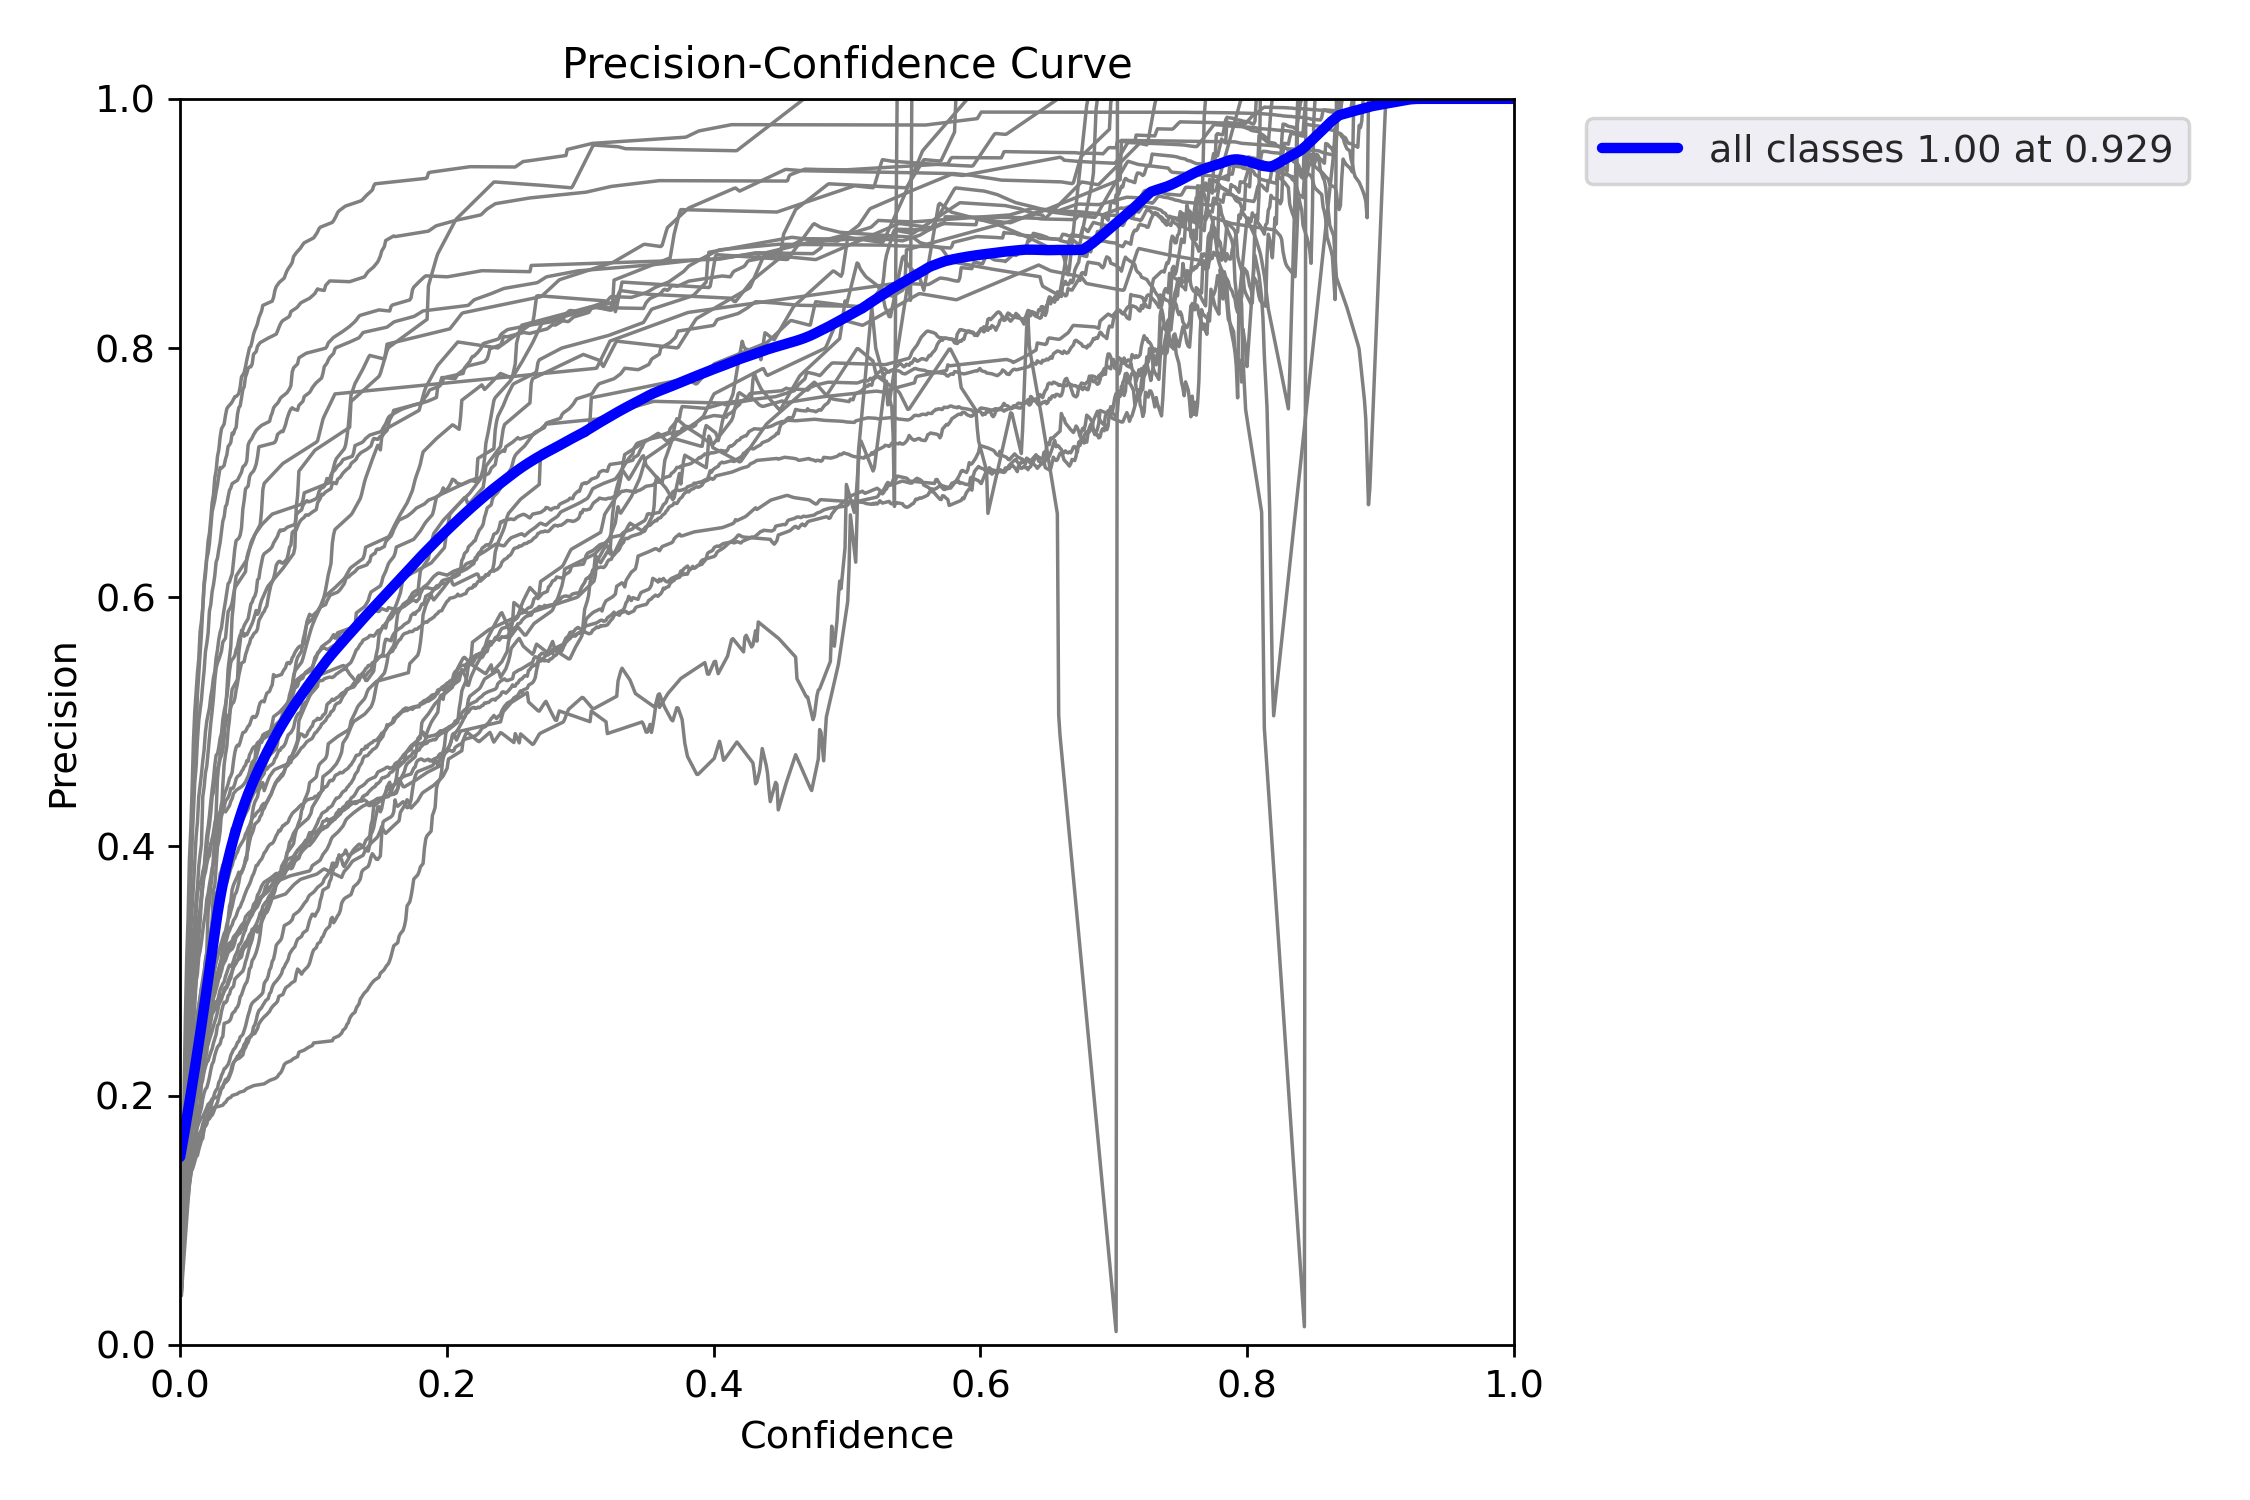 Precision-Confidence Curve
1.0
0.8
0.6
0.4
0.2
0.0
Precision
0.0 0.2 0.4 0.6 0.8 1.0
Confidence
all classes 1.00 at 0.929